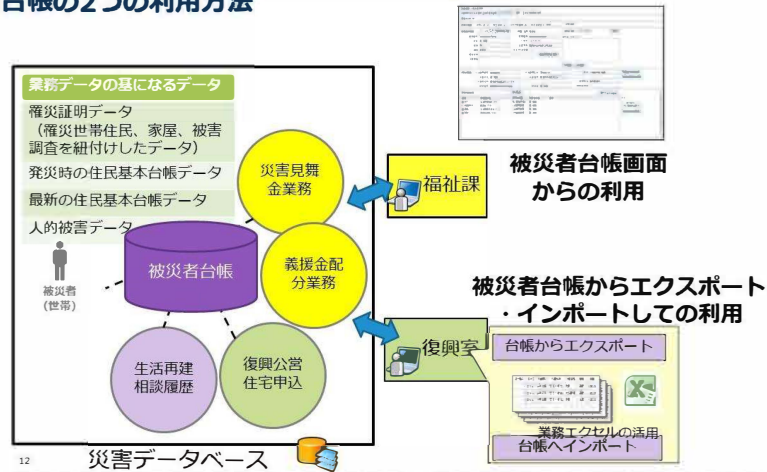 台帳の2つの利用方法
業務データの基になるデータ
罹災証明データ
（罹災世帯住民、家屋、被害
調査を紐付けしたデータ）
発災時の住民基本台帳データ
最新の住民基本台帳データ
人的被害データ
被災者
(世帯)
被災者台帳
災害見舞
金業務
義援金配
分業務
生活再建
相談履歴
復興公営
住宅申込
災害データベース
福祉課
被災者台帳画面
からの利用
復興室
被災者台帳からエクスポート
・インポートしての利用
台帳からエクスポート
業務エクセルの活用
台帳へインポート
12